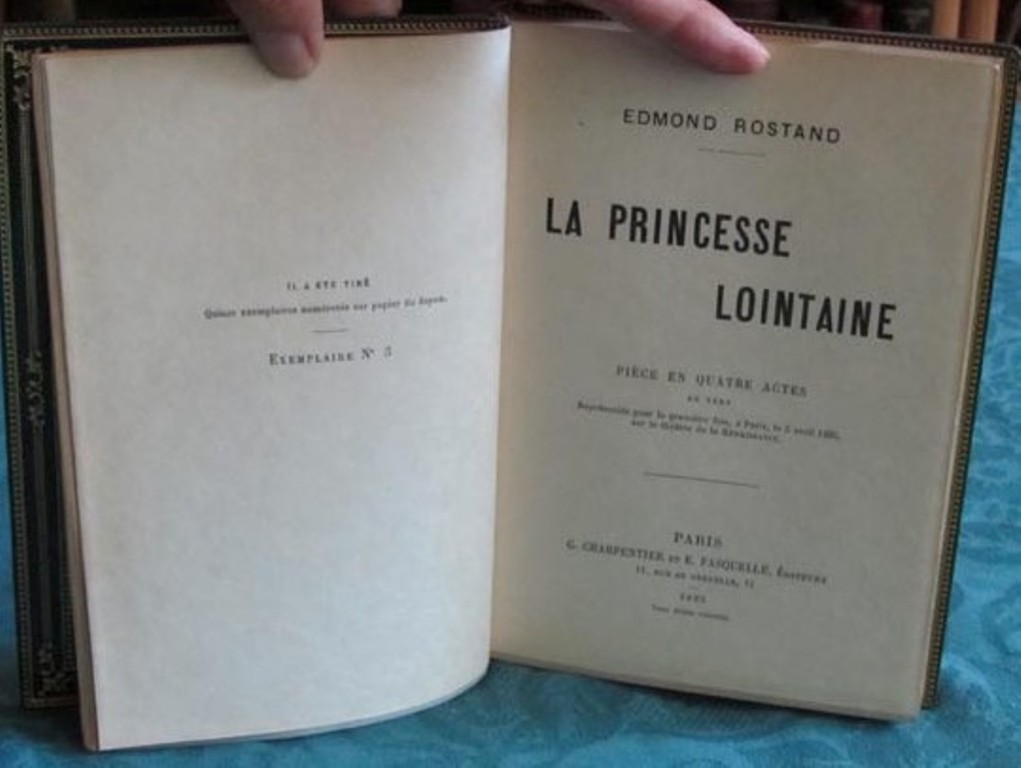 IL A ÉTÉ TIRÉ
Quinze exemplaires numérotés sur papier du Japon.
EXEMPLAIRE N° 3
EDMOND ROSTAND
LA PRINCESSE
LOINTAINE
PIÈCE EN QUATRE ACTES
EN VERS
Représentée pour la première fois, à Paris, le 5 avril 1895,
sur le théâtre de la RENAISSANCE.
PARIS
G. CHARPENTIER ET E. FASQUELLE, ÉDITEURS
11, RUE DE GRENELLE, 11
1895
Tous droits réservés.